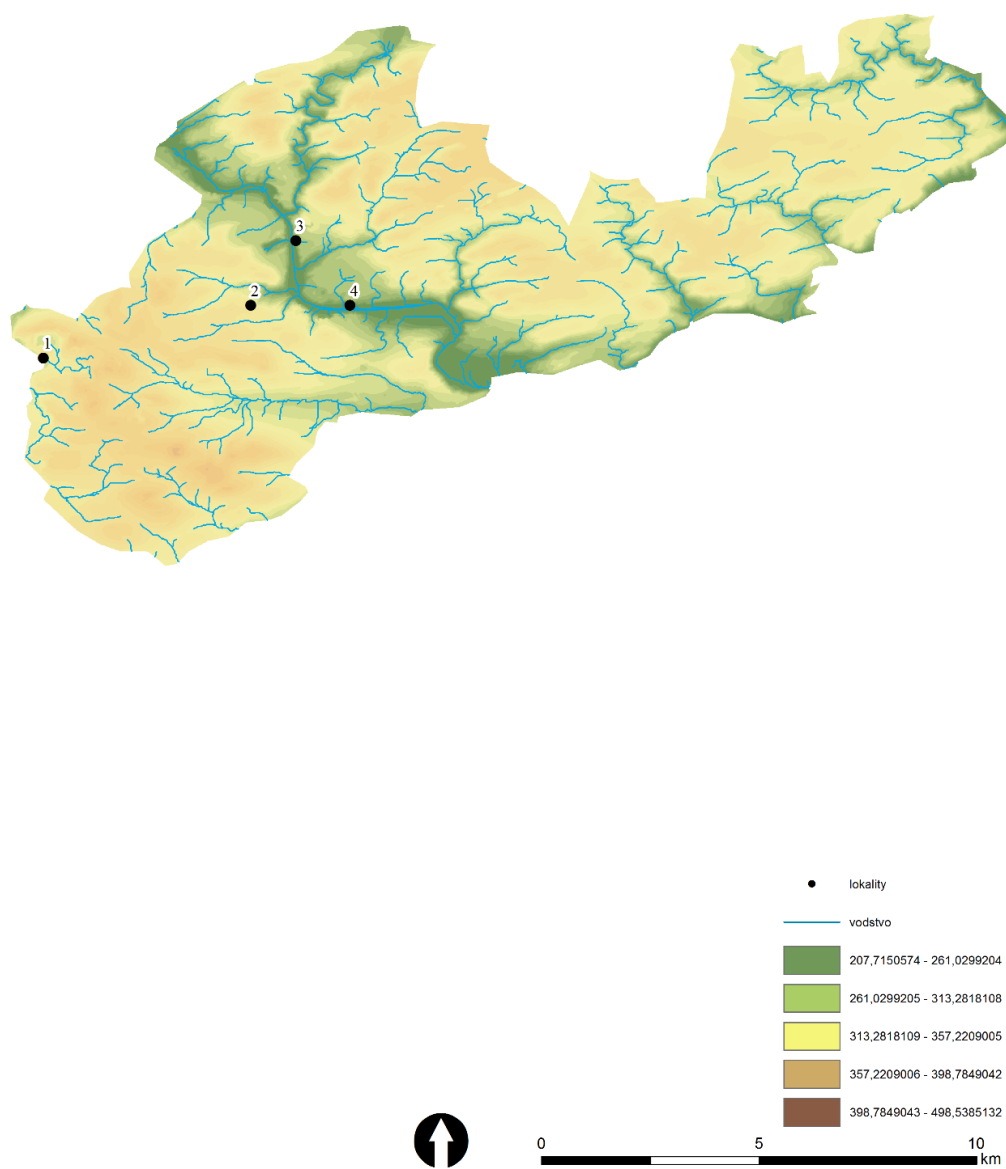 3
2
4
1
lokality
vodstvo
207,7150574 - 261,0299204
261,0299205 - 313,2818108
313,2818109 - 357,2209005
357,2209006 - 398,7849042
398,7849043 - 498,5385132
0 5 10
km